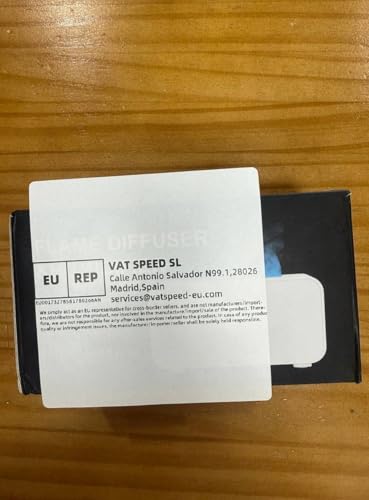 FLAME DIFFUSER
EU REP
VAT SPEED SL
Calle Antonio Salvador N99.1,28026
Madrid,Spain
services@vatspeed-eu.com
We simply act as an EU representative for cross-border sellers, and are not manufacturers/import-
ers/distributors for the product, nor involved in the manufacture/import/sale of the product. There-
fore, we are not responsible for any after-sales services related to the product. In case of any product
quality or infringement issues, the manufacturer/importer/seller shall be solely held responsible.